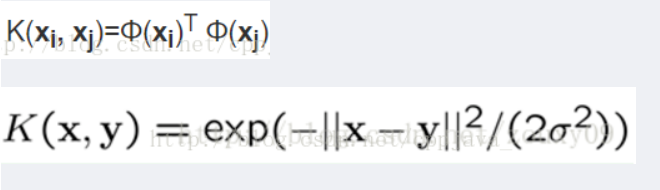 K(xi, xj)=Φ(xi)ᵀ Φ(xj)
K(x, y) = exp(−||x − y||²/(2σ²))